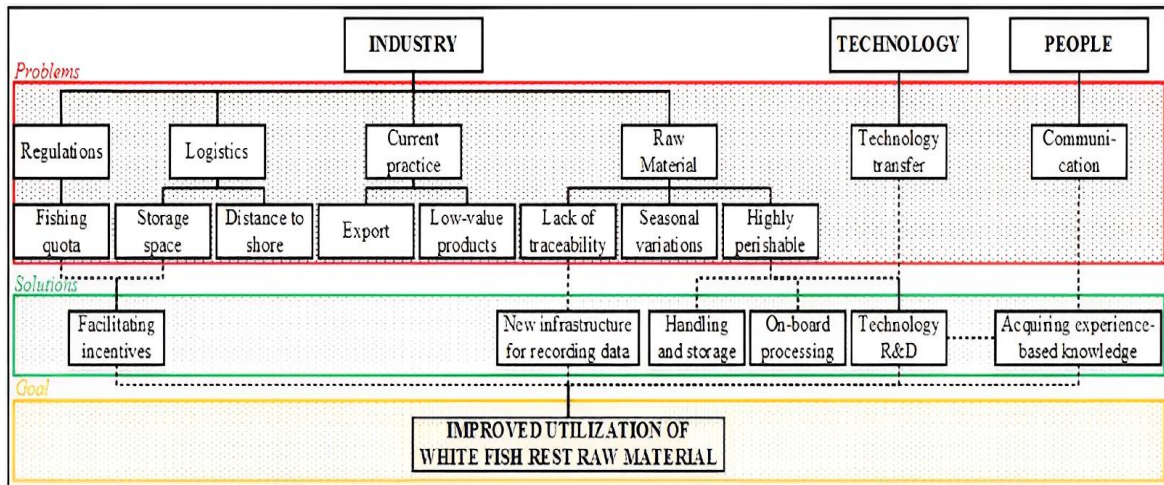 INDUSTRY
TECHNOLOGY
PEOPLE
Problems
Regulations
Logistics
Current
practice
Raw
Material
Technology
transfer
Communi-
cation
Fishing
quota
Storage
space
Distance to
shore
Export
Low-value
products
Lack of
traceability
Seasonal
variations
Highly
perishable
Solutions
Facilitating
incentives
New infrastructure
for recording data
Handling
and storage
On-board
processing
Technology
R&D
Acquiring experience-
based knowledge
Goal
IMPROVED UTILIZATION OF
WHITE FISH REST RAW MATERIAL